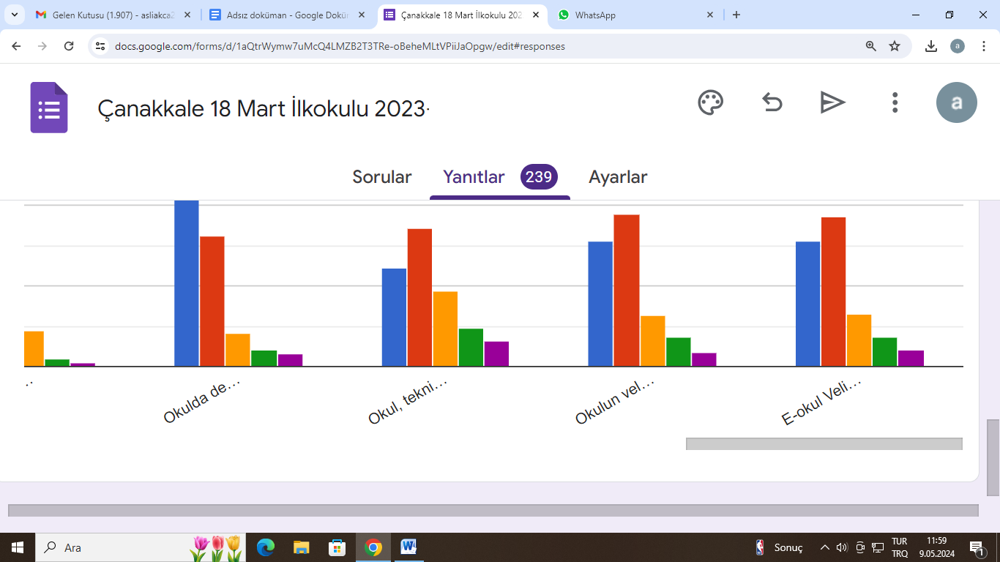 Gelen Kutusu (1.907) - asliakca2
Adsız doküman - Google Dokü
Çanakkale 18 Mart İlkokulu 202
WhatsApp
docs.google.com/forms/d/1aQtrWymw7uMcQ4LMZB2T3TRe-oBeheMLtVPiiJaOpgw/edit#responses
a
Çanakkale 18 Mart İlkokulu 2023-
a
Sorular
Yanıtlar 239
Ayarlar
..
Okulda de...
Okul, tekni...
Okulun vel...
E-okul Veli...
Ara
Sonuç
TUR
TRQ
11:59
9.05.2024
1